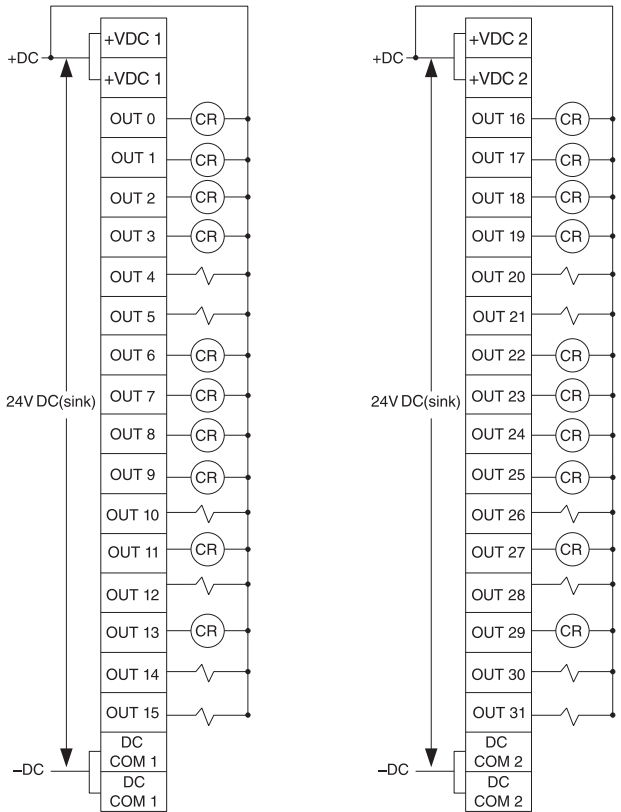 +DC
+VDC 1
+VDC 1
OUT 0 CR
OUT 1 CR
OUT 2 CR
OUT 3 CR
OUT 4
OUT 5
OUT 6 CR
24V DC(sink)
OUT 7 CR
OUT 8 CR
OUT 9 CR
OUT 10
OUT 11 CR
OUT 12
OUT 13 CR
OUT 14
OUT 15
–DC
DC
COM 1
DC
COM 1
+DC
+VDC 2
+VDC 2
OUT 16 CR
OUT 17 CR
OUT 18 CR
OUT 19 CR
OUT 20
OUT 21
OUT 22 CR
24V DC(sink)
OUT 23 CR
OUT 24 CR
OUT 25 CR
OUT 26
OUT 27 CR
OUT 28
OUT 29 CR
OUT 30
OUT 31
–DC
DC
COM 2
DC
COM 2